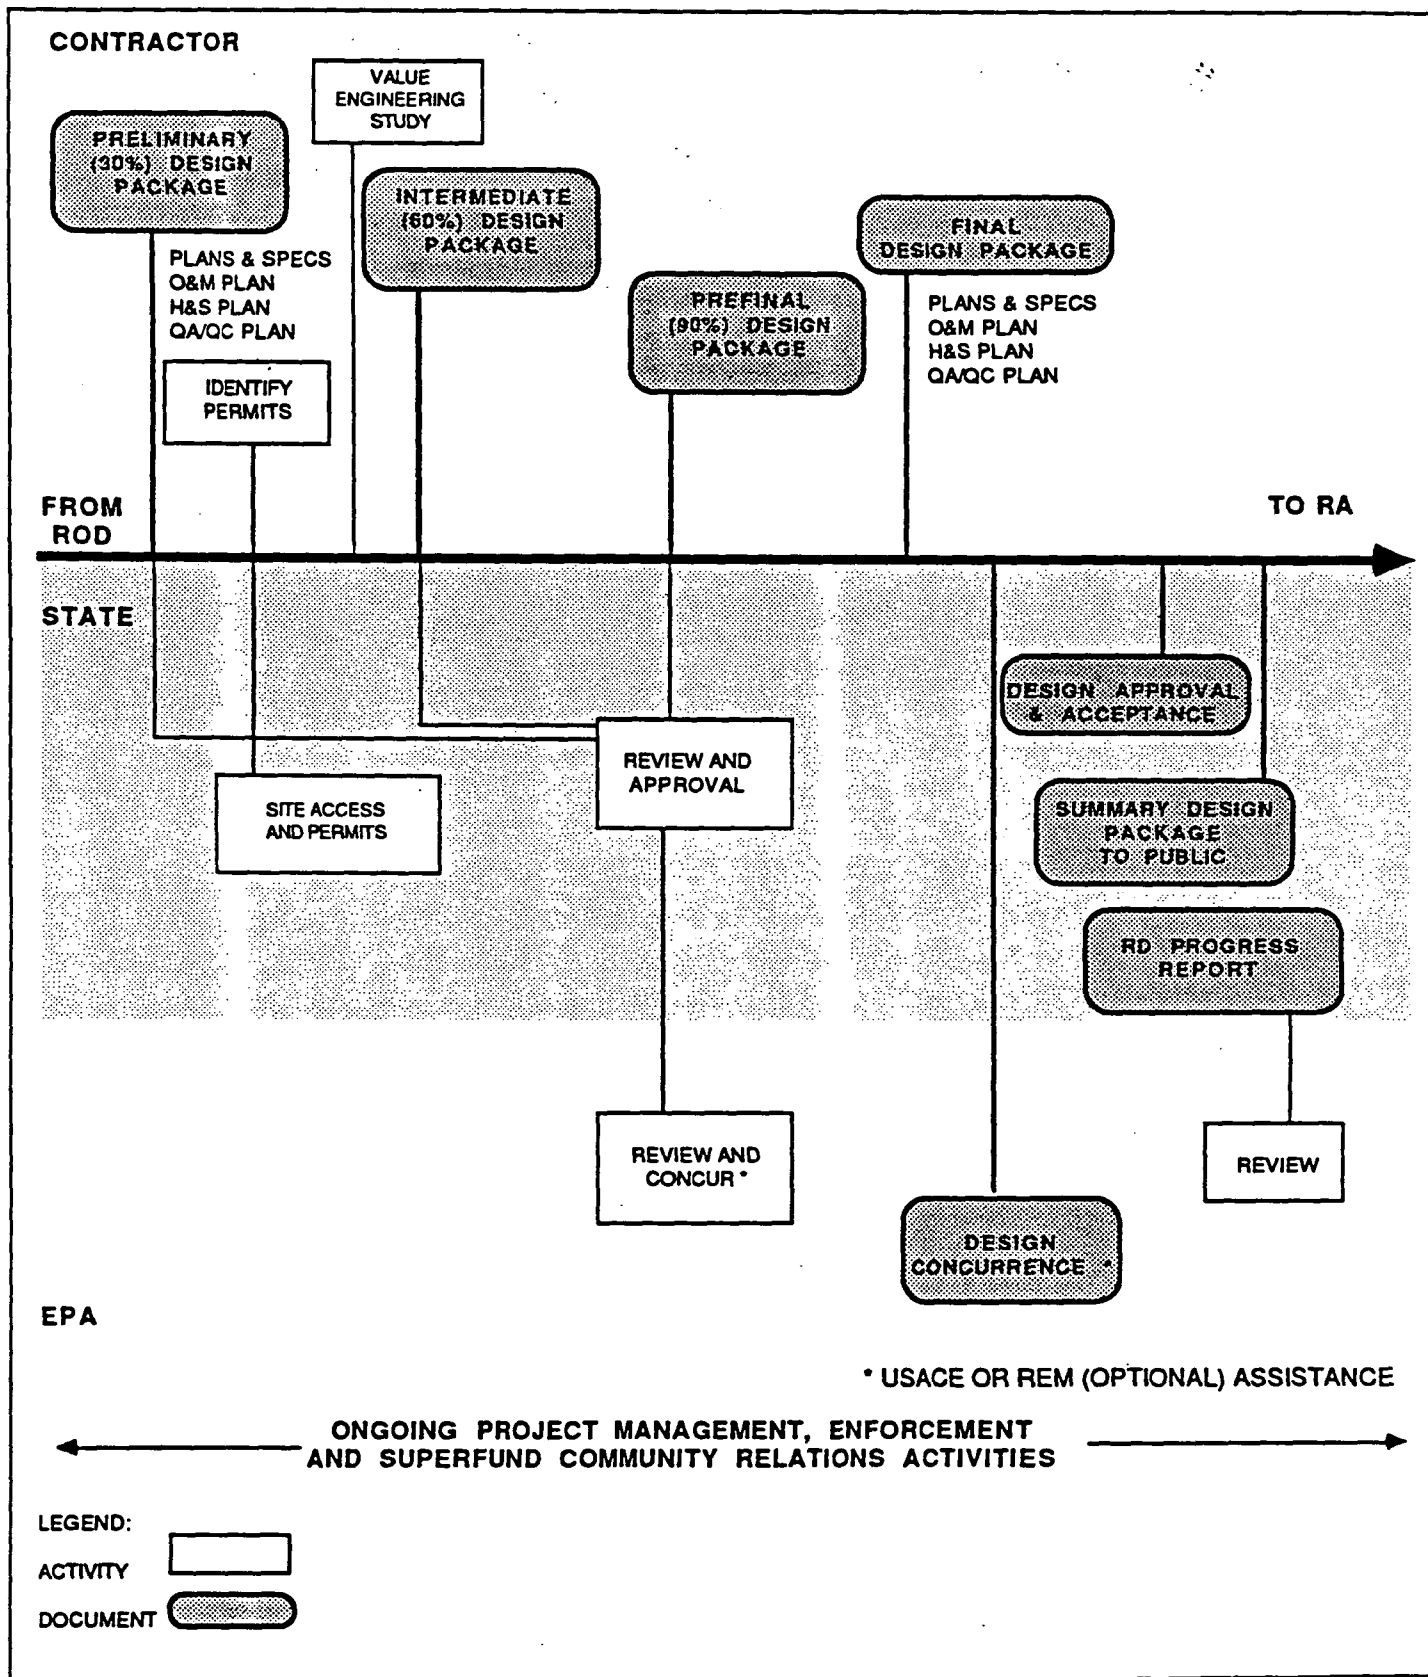 CONTRACTOR
VALUE
ENGINEERING
STUDY
PRELIMINARY
(30%) DESIGN
PACKAGE
INTERMEDIATE
(60%) DESIGN
PACKAGE
FINAL
DESIGN PACKAGE
PLANS & SPECS
O&M PLAN
H&S PLAN
QA/QC PLAN
PREFINAL
(90%) DESIGN
PACKAGE
PLANS & SPECS
O&M PLAN
H&S PLAN
QA/QC PLAN
IDENTIFY
PERMITS
FROM
ROD
TO RA
STATE
DESIGN APPROVAL
& ACCEPTANCE
REVIEW AND
APPROVAL
SITE ACCESS
AND PERMITS
SUMMARY DESIGN
PACKAGE
TO PUBLIC
RD PROGRESS
REPORT
REVIEW AND
CONCUR *
REVIEW
DESIGN
CONCURRENCE *
EPA
* USACE OR REM (OPTIONAL) ASSISTANCE
ONGOING PROJECT MANAGEMENT, ENFORCEMENT
AND SUPERFUND COMMUNITY RELATIONS ACTIVITIES
LEGEND:
ACTIVITY
DOCUMENT